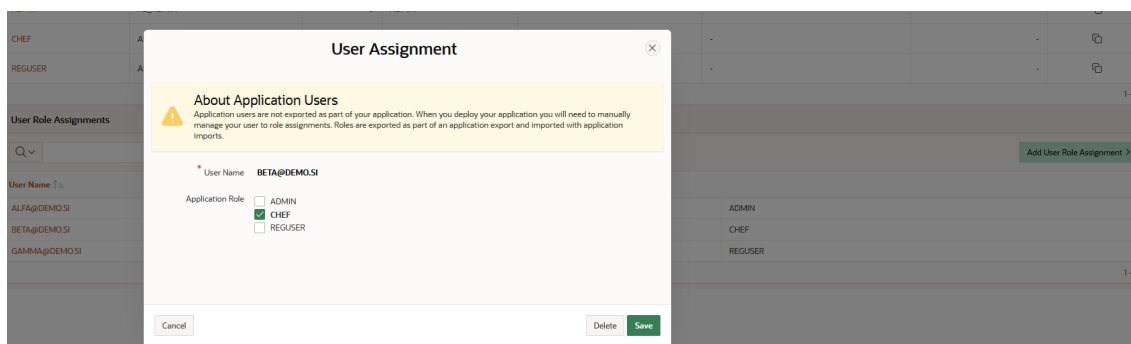 CHEF
-
-
REGUSER
-
-
User Assignment
About Application Users
Application users are not exported as part of your application. When you deploy your application you will need to manually
manage your user to role assignments. Roles are exported as part of an application export and imported with application
imports.
* User Name BETA@DEMO.SI
Application Role
ADMIN
CHEF
REGUSER
Cancel
Delete
Save
User Role Assignments
Add User Role Assignment >
User Name
ALFA@DEMO.SI
ADMIN
BETA@DEMO.SI
CHEF
GAMMA@DEMO.SI
REGUSER